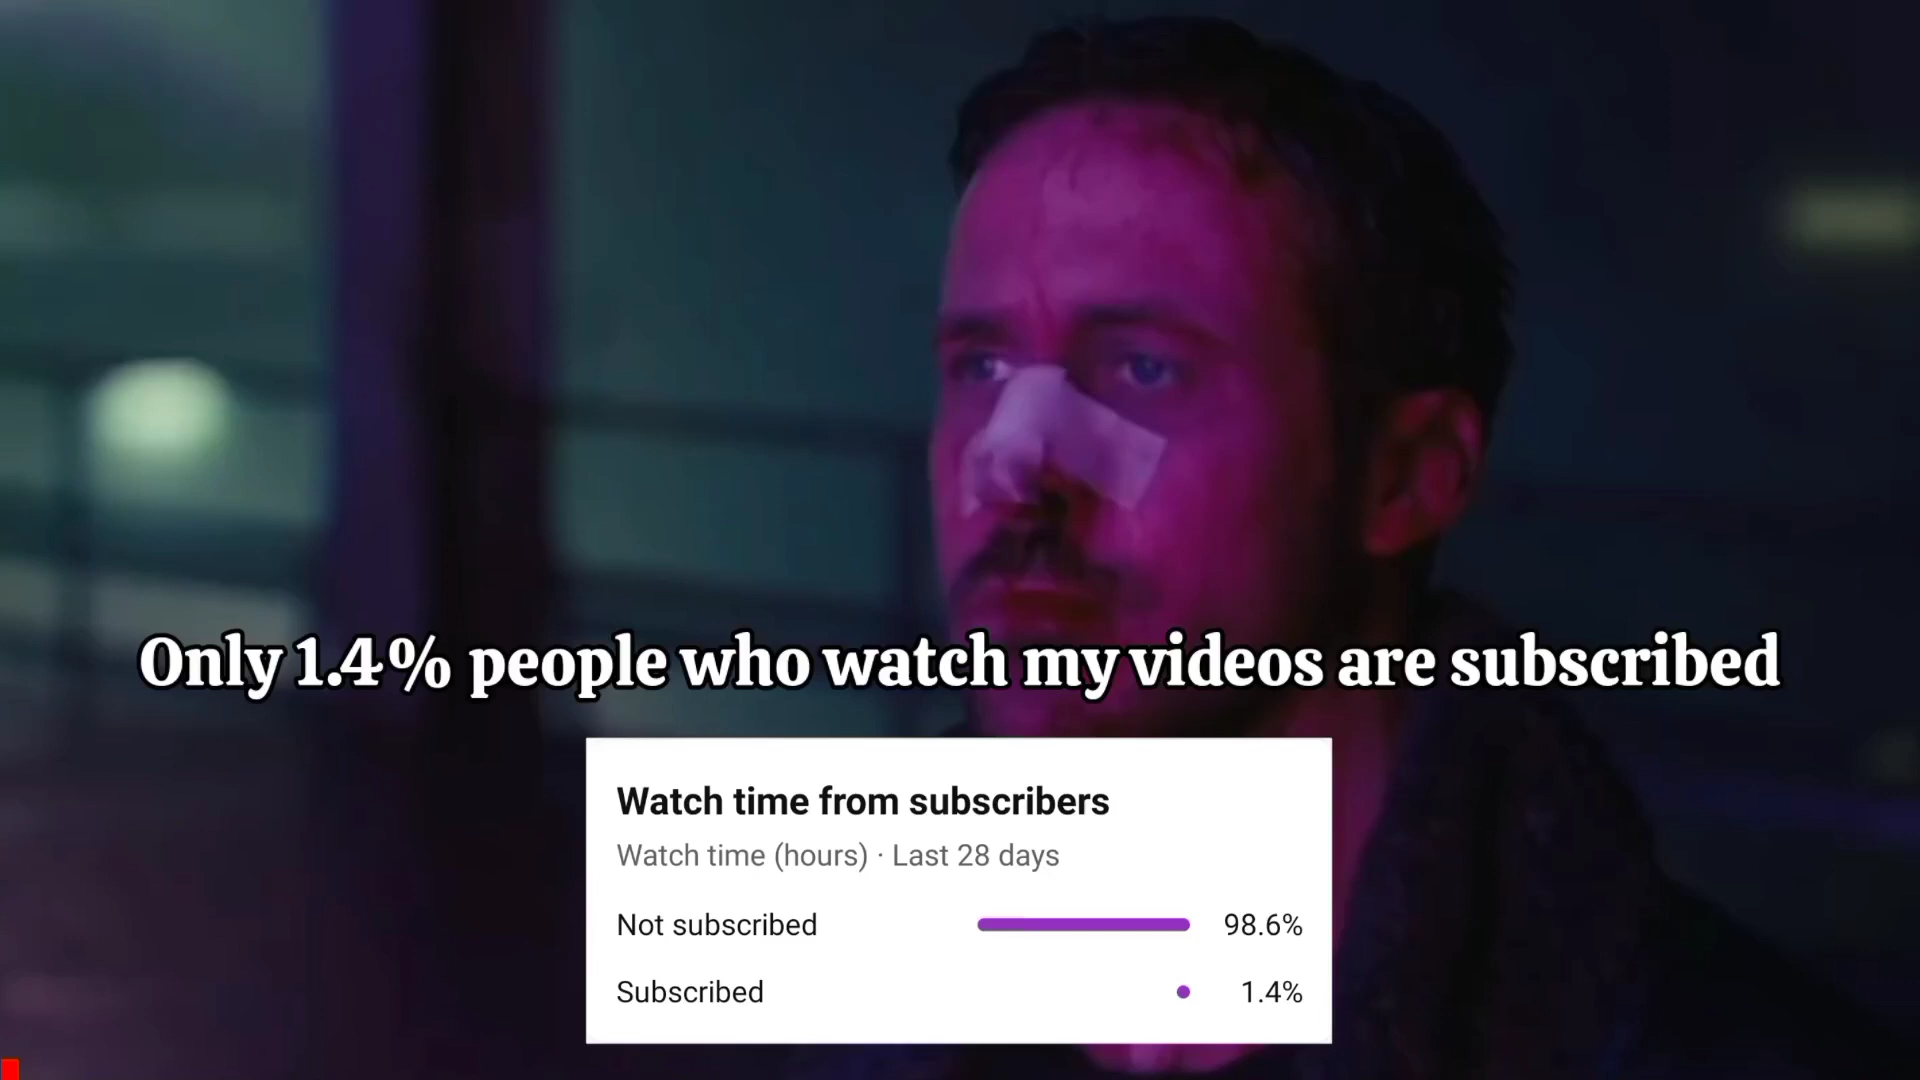 Only 1.4% people who watch my videos are subscribed
Watch time from subscribers
Watch time (hours) · Last 28 days
Not subscribed 98.6%
Subscribed 1.4%